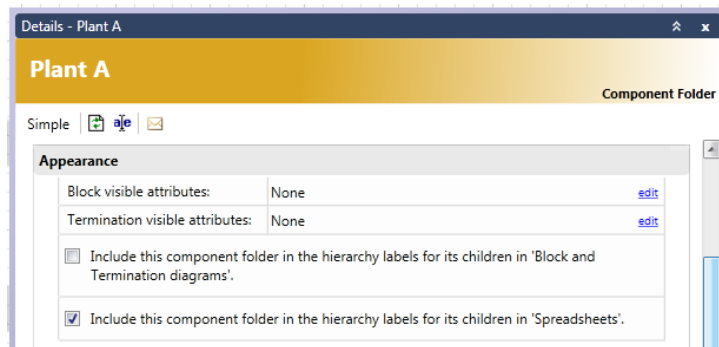 Details - Plant A
Plant A
Component Folder
Simple
Appearance
Block visible attributes: None edit
Termination visible attributes: None edit
Include this component folder in the hierarchy labels for its children in 'Block and
Termination diagrams'.
Include this component folder in the hierarchy labels for its children in 'Spreadsheets'.